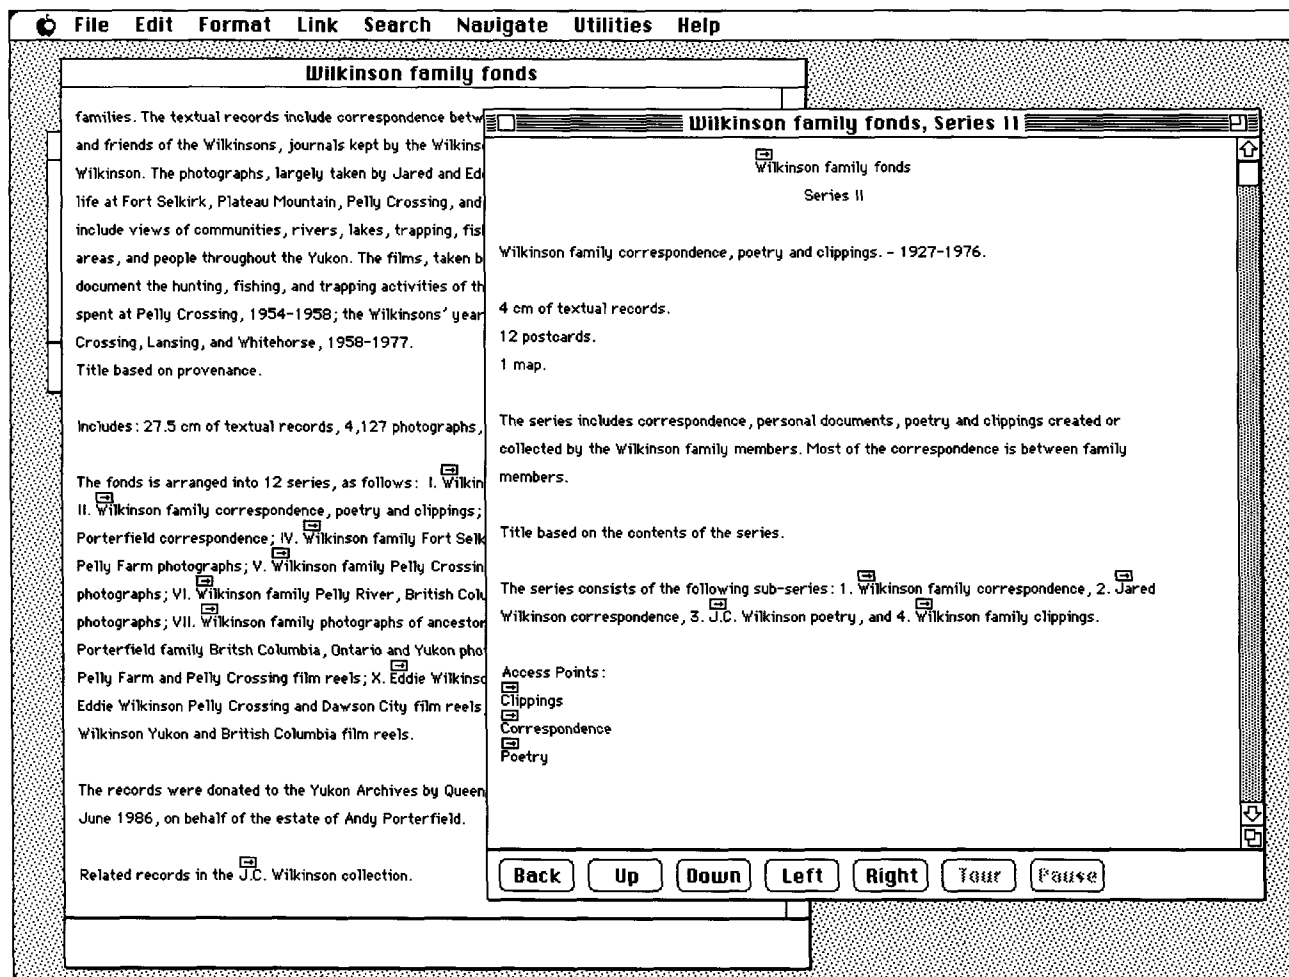 File Edit Format Link Search Navigate Utilities Help
Wilkinson family fonds
families. The textual records include correspondence betw
and friends of the Wilkinsons, journals kept by the Wilkins
Wilkinson. The photographs, largely taken by Jared and Ed
life at Fort Selkirk, Plateau Mountain, Pelly Crossing, and
include views of communities, rivers, lakes, trapping, fis
areas, and people throughout the Yukon. The films, taken b
document the hunting, fishing, and trapping activities of th
spent at Pelly Crossing, 1954-1958; the Wilkinsons' year
Crossing, Lansing, and Whitehorse, 1958-1977.
Title based on provenance.
Includes: 27.5 cm of textual records, 4,127 photographs,
The fonds is arranged into 12 series, as follows: I. Wilkin
II. Wilkinson family correspondence, poetry and clippings;
Porterfield correspondence; IV. Wilkinson family Fort Selk
Pelly Farm photographs; V. Wilkinson family Pelly Crossin
photographs; VI. Wilkinson family Pelly River, British Colu
photographs; VII. Wilkinson family photographs of ancestor
Porterfield family Britsh Columbia, Ontario and Yukon pho
Pelly Farm and Pelly Crossing film reels; X. Eddie Wilkinso
Eddie Wilkinson Pelly Crossing and Dawson City film reels
Wilkinson Yukon and British Columbia film reels.
The records were donated to the Yukon Archives by Queen
June 1986, on behalf of the estate of Andy Porterfield.
Related records in the J.C. Wilkinson collection.
Wilkinson family fonds, Series II
Wilkinson family fonds
Series II
Wilkinson family correspondence, poetry and clippings. - 1927-1976.
4 cm of textual records.
12 postcards.
1 map.
The series includes correspondence, personal documents, poetry and clippings created or
collected by the Wilkinson family members. Most of the correspondence is between family
members.
Title based on the contents of the series.
The series consists of the following sub-series: 1. Wilkinson family correspondence, 2. Jared
Wilkinson correspondence, 3. J.C. Wilkinson poetry, and 4. Wilkinson family clippings.
Access Points:
Clippings
Correspondence
Poetry
Back Up Down Left Right Tour Pause